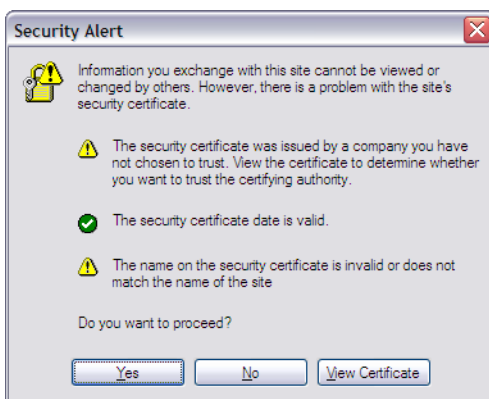 Security Alert
Information you exchange with this site cannot be viewed or
changed by others. However, there is a problem with the site's
security certificate.
The security certificate was issued by a company you have
not chosen to trust. View the certificate to determine whether
you want to trust the certifying authority.
The security certificate date is valid.
The name on the security certificate is invalid or does not
match the name of the site
Do you want to proceed?
Yes No View Certificate